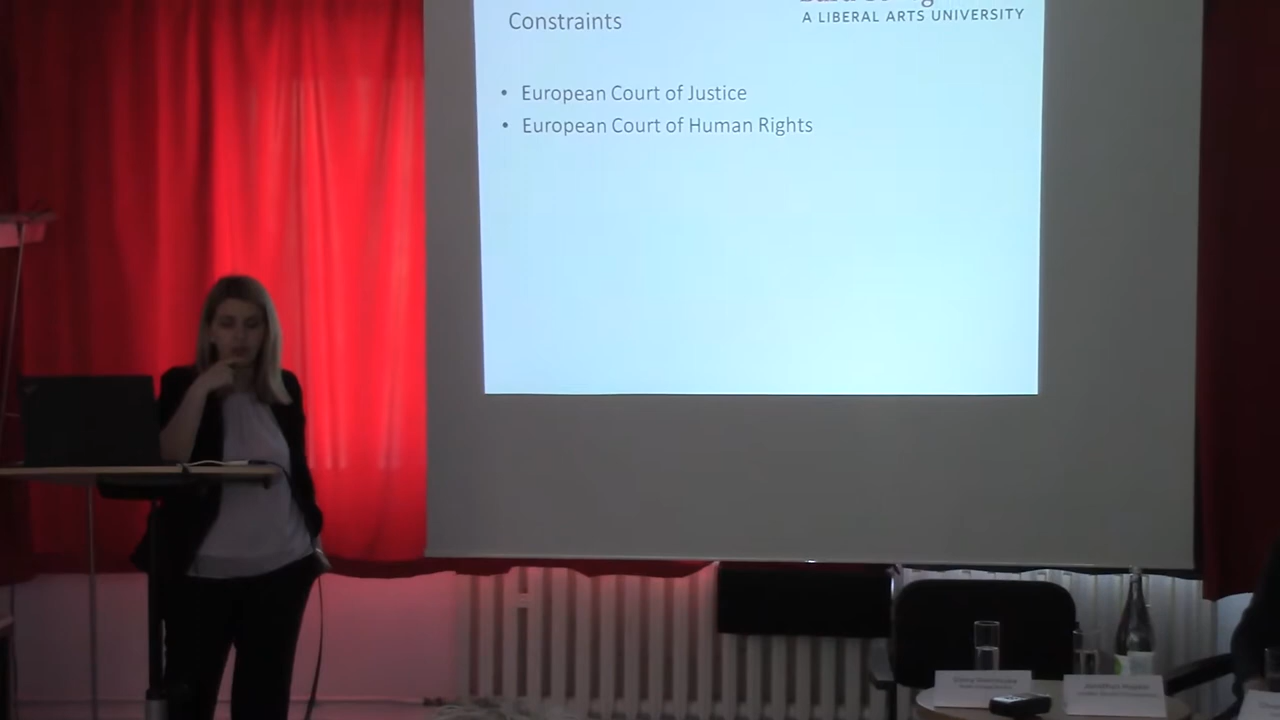 Constraints
A LIBERAL ARTS UNIVERSITY
• European Court of Justice
• European Court of Human Rights